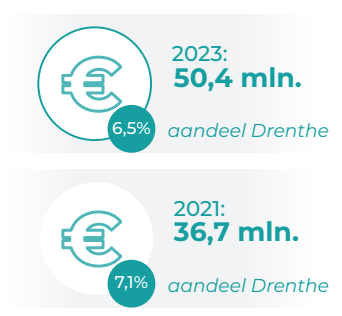 2023:
50,4 mln.
6,5%
aandeel Drenthe
2021:
36,7 mln.
7,1%
aandeel Drenthe